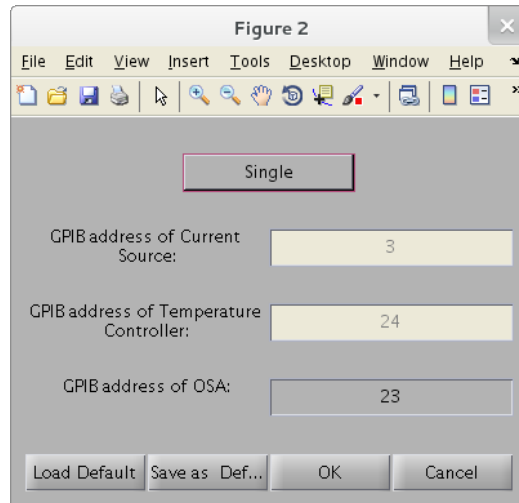 Figure 2
File Edit View Insert Tools Desktop Window Help
Single
GPIB address of Current
Source:
3
GPIB address of Temperature
Controller:
24
GPIB address of OSA:
23
Load Default Save as Def... OK Cancel